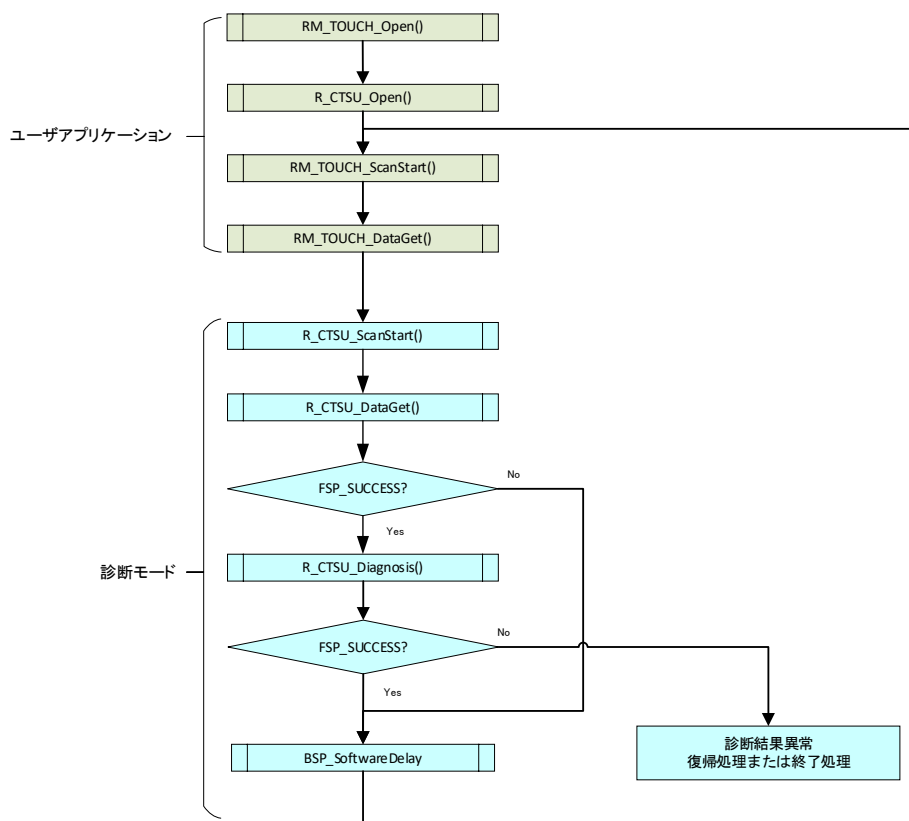 RM_TOUCH_Open()
R_CTSU_Open()
ユーザアプリケーション
RM_TOUCH_ScanStart()
RM_TOUCH_DataGet()
R_CTSU_ScanStart()
R_CTSU_DataGet()
FSP_SUCCESS?
No
Yes
診断モード
R_CTSU_Diagnosis()
FSP_SUCCESS?
No
Yes
BSP_SoftwareDelay
診断結果異常
復帰処理または終了処理